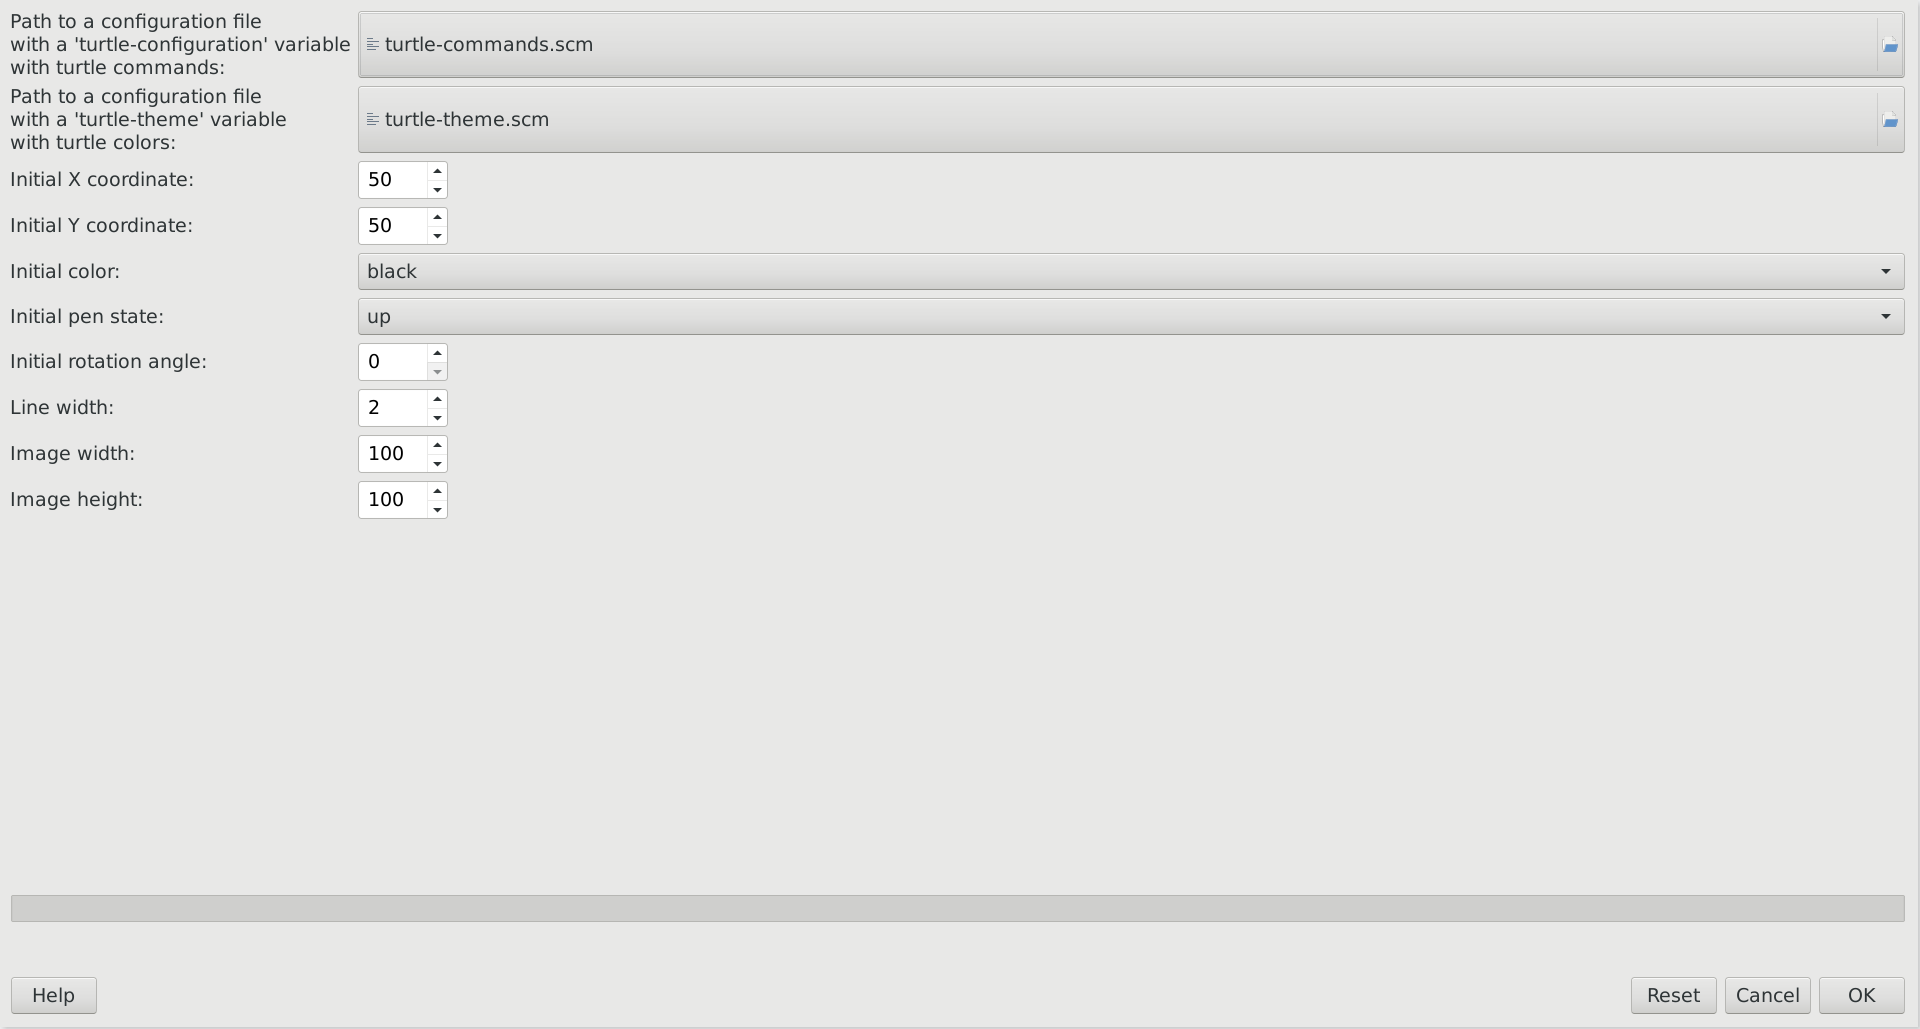 Path to a configuration file
with a 'turtle-configuration' variable
with turtle commands:
turtle-commands.scm
Path to a configuration file
with a 'turtle-theme' variable
with turtle colors:
turtle-theme.scm
Initial X coordinate:
50
Initial Y coordinate:
50
Initial color:
black
Initial pen state:
up
Initial rotation angle:
0
Line width:
2
Image width:
100
Image height:
100
Help
Reset
Cancel
OK